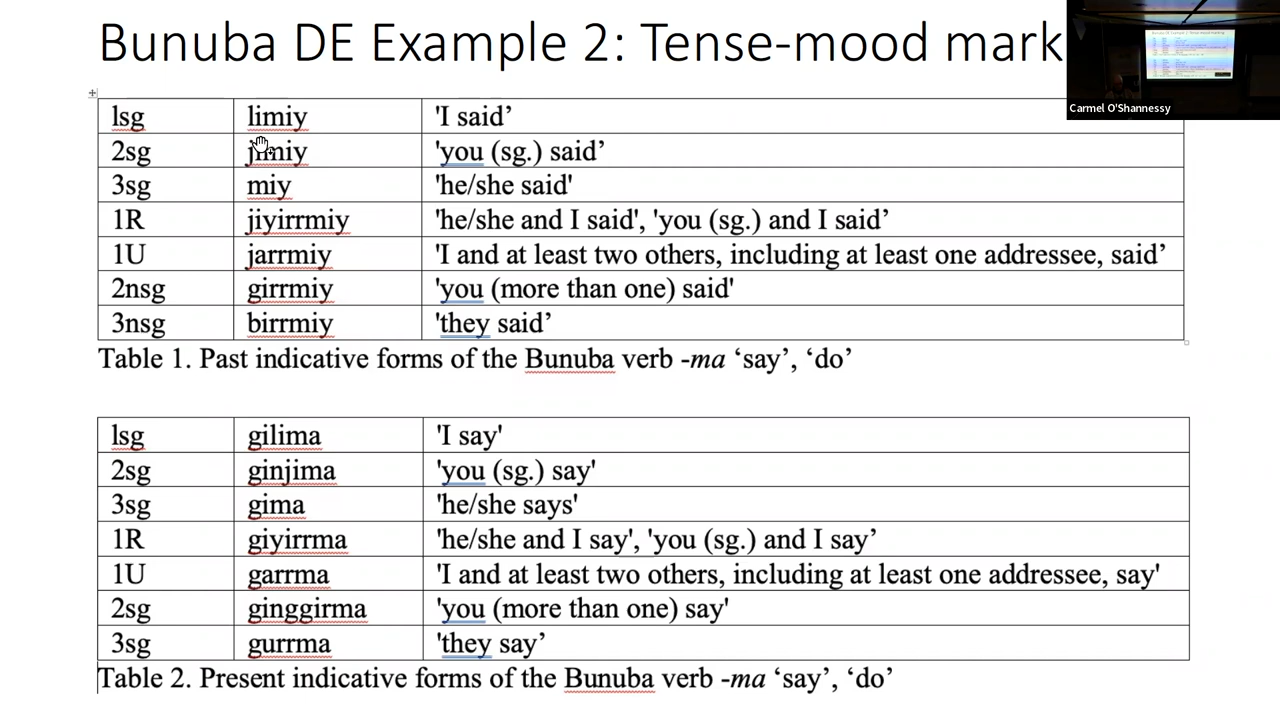 Bunuba DE Example 2: Tense-mood mark
Carmel O'Shannessy
lsg limiy 'I said’
2sg jimiy 'you (sg.) said’
3sg miy 'he/she said'
1R jiyirrmiy 'he/she and I said', 'you (sg.) and I said’
1U jarrmiy 'I and at least two others, including at least one addressee, said’
2nsg girrmiy 'you (more than one) said'
3nsg birrmiy 'they said’
Table 1. Past indicative forms of the Bunuba verb -ma ‘say’, ‘do’
lsg gilima 'I say'
2sg ginjima 'you (sg.) say'
3sg gima 'he/she says'
1R giyirrma 'he/she and I say', 'you (sg.) and I say’
1U garrma 'I and at least two others, including at least one addressee, say'
2sg ginggirma 'you (more than one) say'
3sg gurrma 'they say’
Table 2. Present indicative forms of the Bunuba verb -ma ‘say’, ‘do’